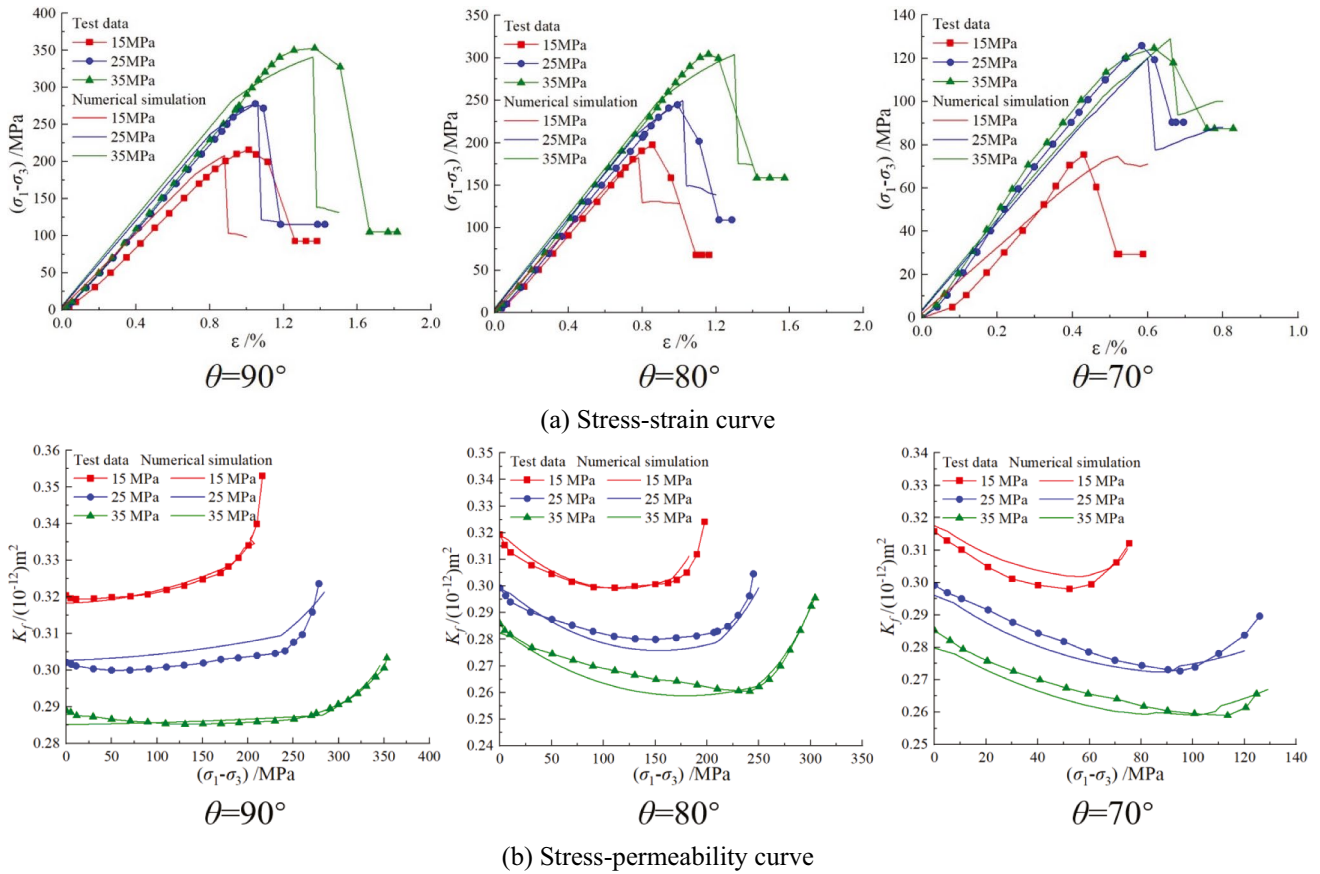 Test data
15MPa
25MPa
35MPa
Numerical simulation
15MPa
25MPa
35MPa
(σ1-σ3) /MPa
400
350
300
250
200
150
100
50
0
0.0 0.4 0.8 1.2 1.6 2.0
ε /%
θ=90°
Test data
15MPa
25MPa
35MPa
Numerical simulation
15MPa
25MPa
35MPa
(σ1-σ3) /MPa
350
300
250
200
150
100
50
0
0.0 0.4 0.8 1.2 1.6 2.0
ε /%
θ=80°
Test data
15MPa
25MPa
35MPa
Numerical simulation
15MPa
25MPa
35MPa
(σ1-σ3) /MPa
140
120
100
80
60
40
20
0
0.0 0.2 0.4 0.6 0.8 1.0
ε /%
θ=70°
(a) Stress-strain curve
Test data Numerical simulation
15 MPa 15 MPa
25 MPa 25 MPa
35 MPa 35 MPa
Kf /(10⁻¹²)m²
0.36
0.35
0.34
0.33
0.32
0.31
0.30
0.29
0.28
0 50 100 150 200 250 300 350 400
(σ1-σ3) /MPa
θ=90°
Test data Numerical simulation
15 MPa 15 MPa
25 MPa 25 MPa
35 MPa 35 MPa
Kf /(10⁻¹²)m²
0.35
0.34
0.33
0.32
0.31
0.30
0.29
0.28
0.27
0.26
0.25
0.24
0 50 100 150 200 250 300 350
(σ1-σ3) /MPa
θ=80°
Test data Numerical simulation
15 MPa 15 MPa
25 MPa 25 MPa
35 MPa 35 MPa
Kf /(10⁻¹²)m²
0.34
0.33
0.32
0.31
0.30
0.29
0.28
0.27
0.26
0.25
0 20 40 60 80 100 120 140
(σ1-σ3) /MPa
θ=70°
(b) Stress-permeability curve